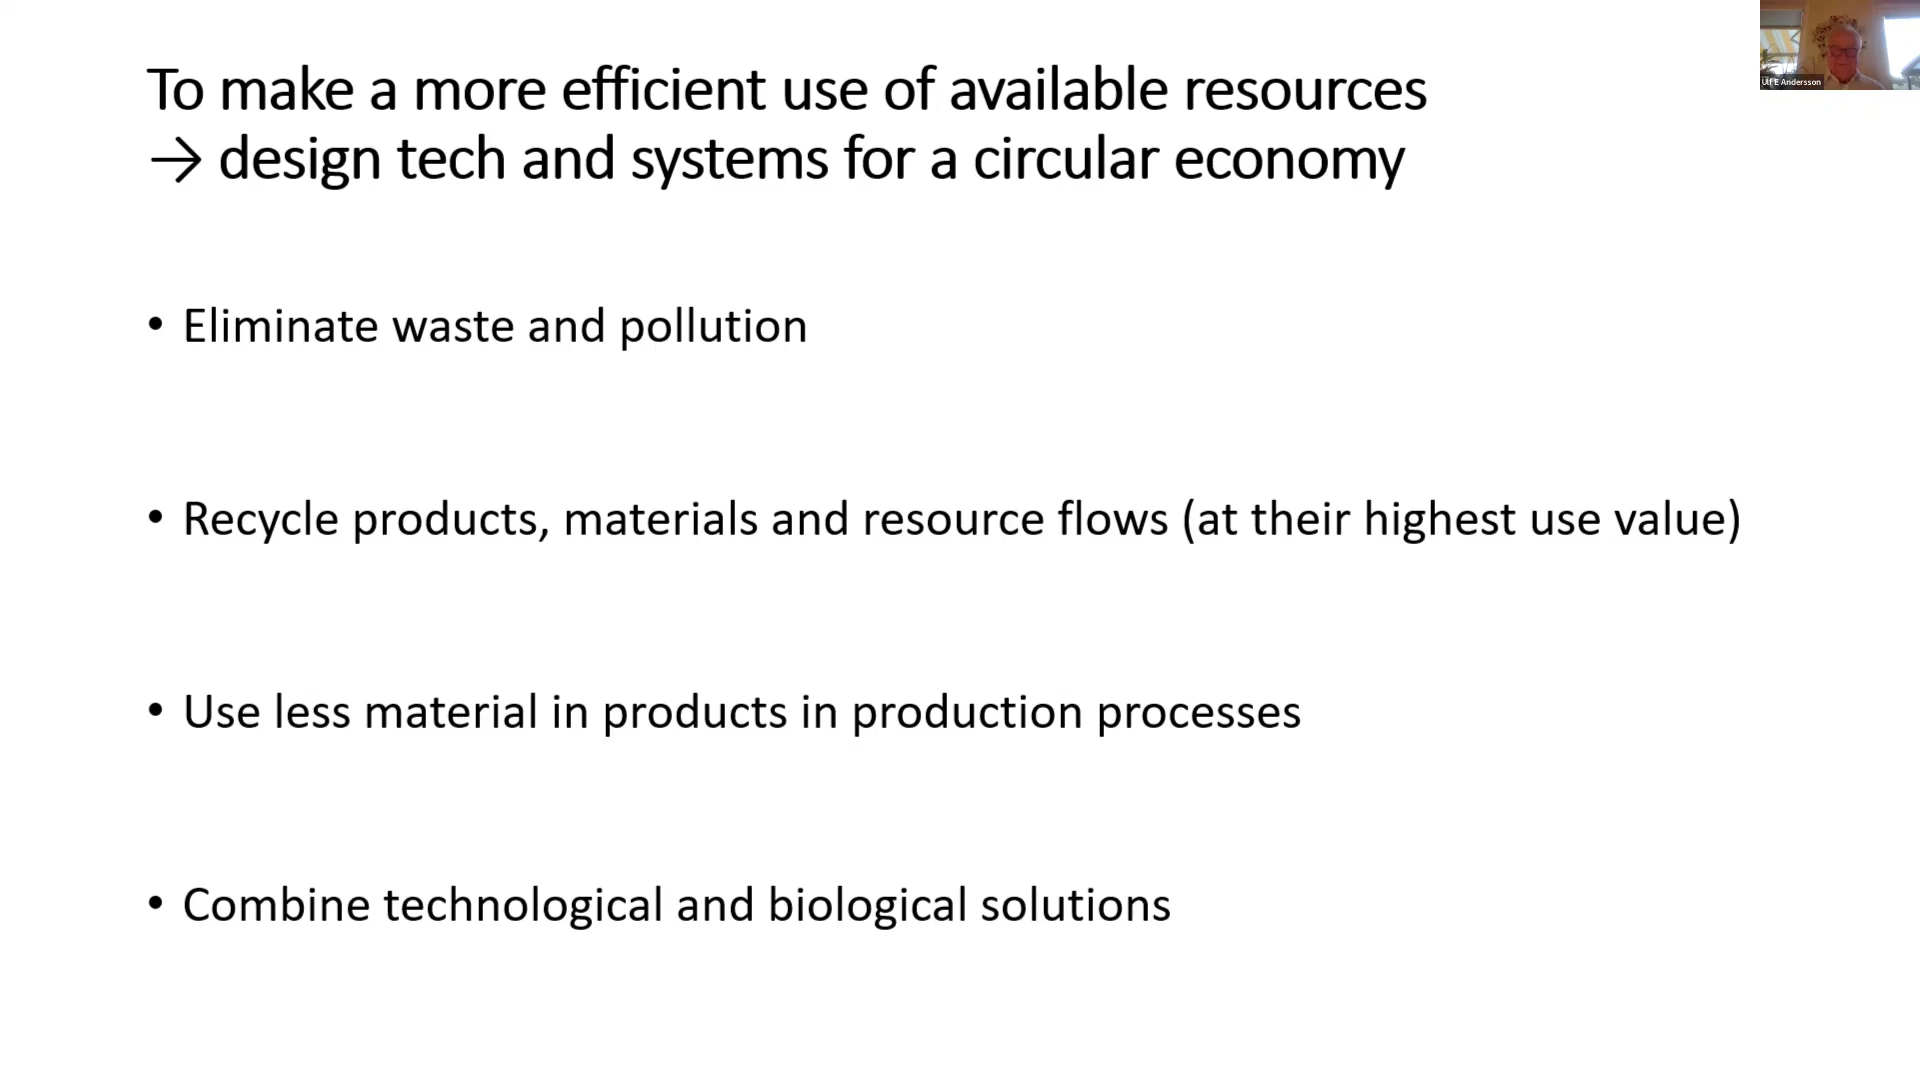 To make a more efficient use of available resources
→ design tech and systems for a circular economy
• Eliminate waste and pollution
• Recycle products, materials and resource flows (at their highest use value)
• Use less material in products in production processes
• Combine technological and biological solutions
Ulf E Andersson